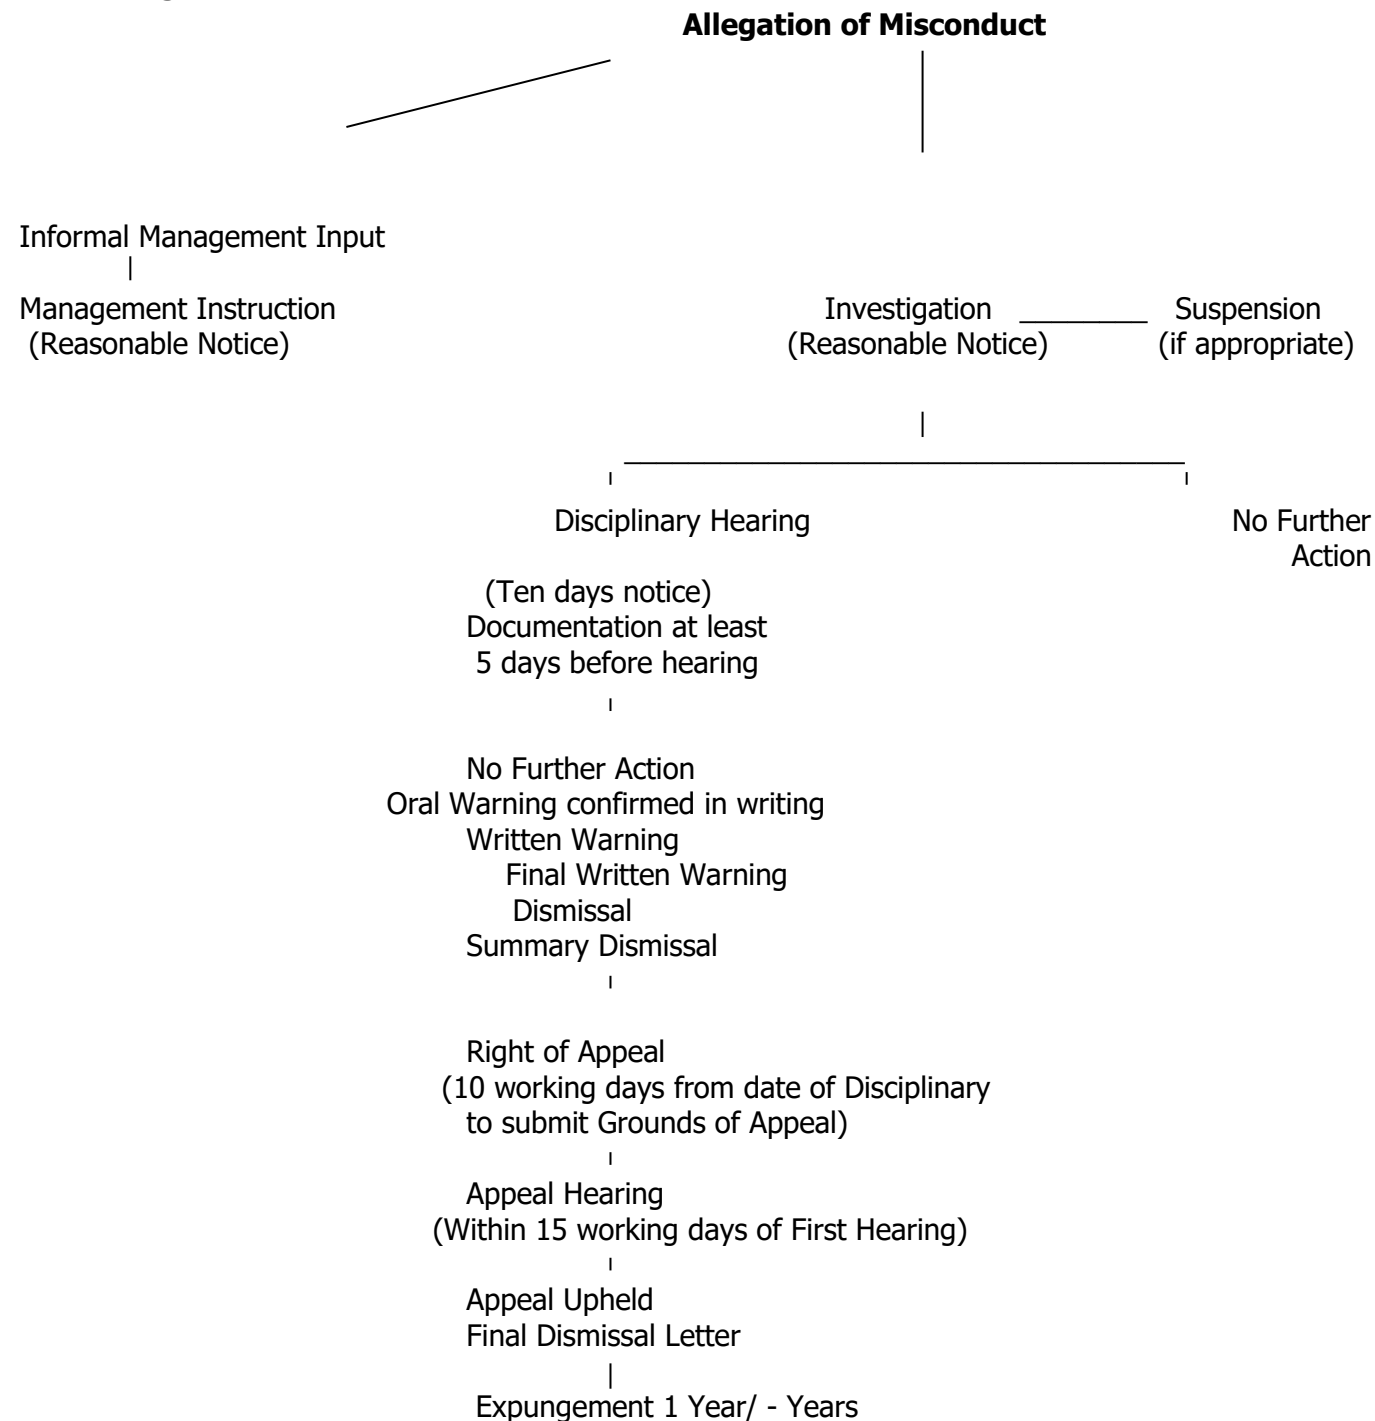 Allegation of Misconduct
Informal Management Input
Management Instruction
(Reasonable Notice)
Investigation ________ Suspension
(Reasonable Notice) (if appropriate)
Disciplinary Hearing
No Further
Action
(Ten days notice)
Documentation at least
5 days before hearing
No Further Action
Oral Warning confirmed in writing
Written Warning
Final Written Warning
Dismissal
Summary Dismissal
Right of Appeal
(10 working days from date of Disciplinary
to submit Grounds of Appeal)
Appeal Hearing
(Within 15 working days of First Hearing)
Appeal Upheld
Final Dismissal Letter
Expungement 1 Year/ - Years